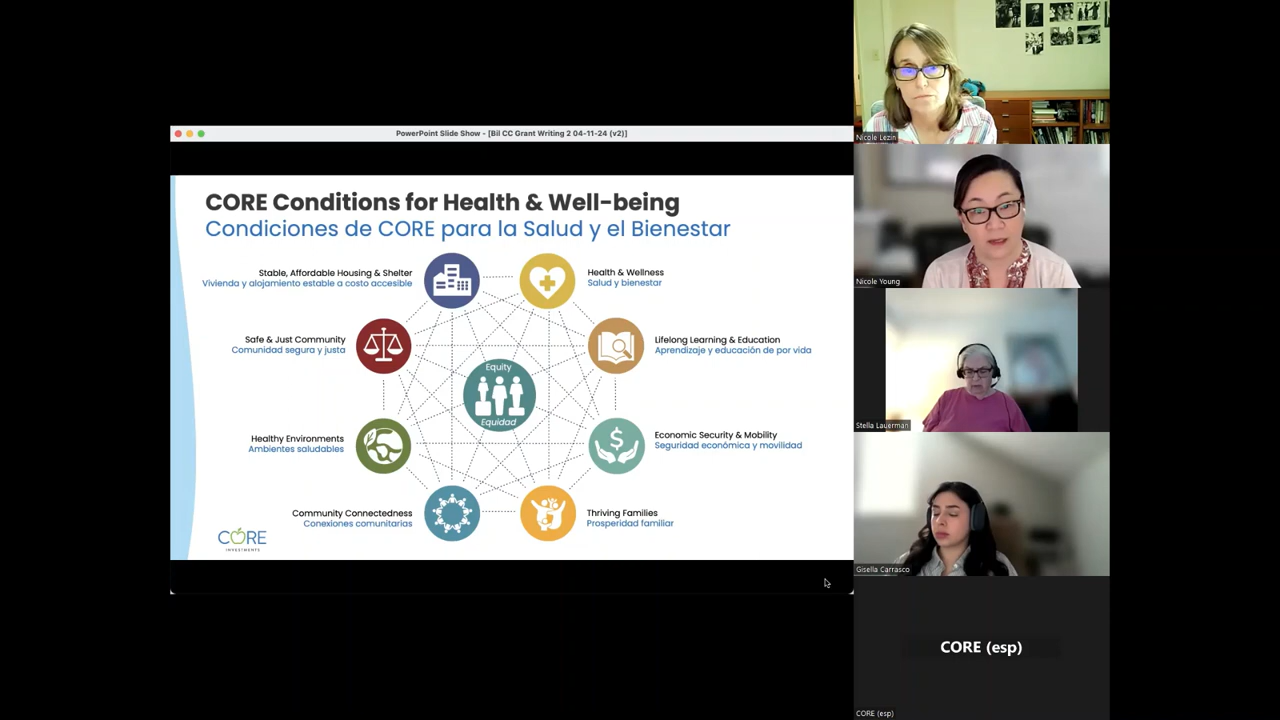 PowerPoint Slide Show - [Bil CC Grant Writing 2 04-11-24 (v2)]
CORE Conditions for Health & Well-being
Condiciones de CORE para la Salud y el Bienestar
Stable, Affordable Housing & Shelter
Vivienda y alojamiento estable a costo accesible
Health & Wellness
Salud y bienestar
Safe & Just Community
Comunidad segura y justa
Lifelong Learning & Education
Aprendizaje y educación de por vida
Equity
Equidad
Healthy Environments
Ambientes saludables
Economic Security & Mobility
Seguridad económica y movilidad
Community Connectedness
Conexiones comunitarias
Thriving Families
Prosperidad familiar
CORE
INVESTMENTS
Nicole Lezin
Nicole Young
Stella Lauerman
Gisella Carrasco
CORE (esp)
CORE (esp)